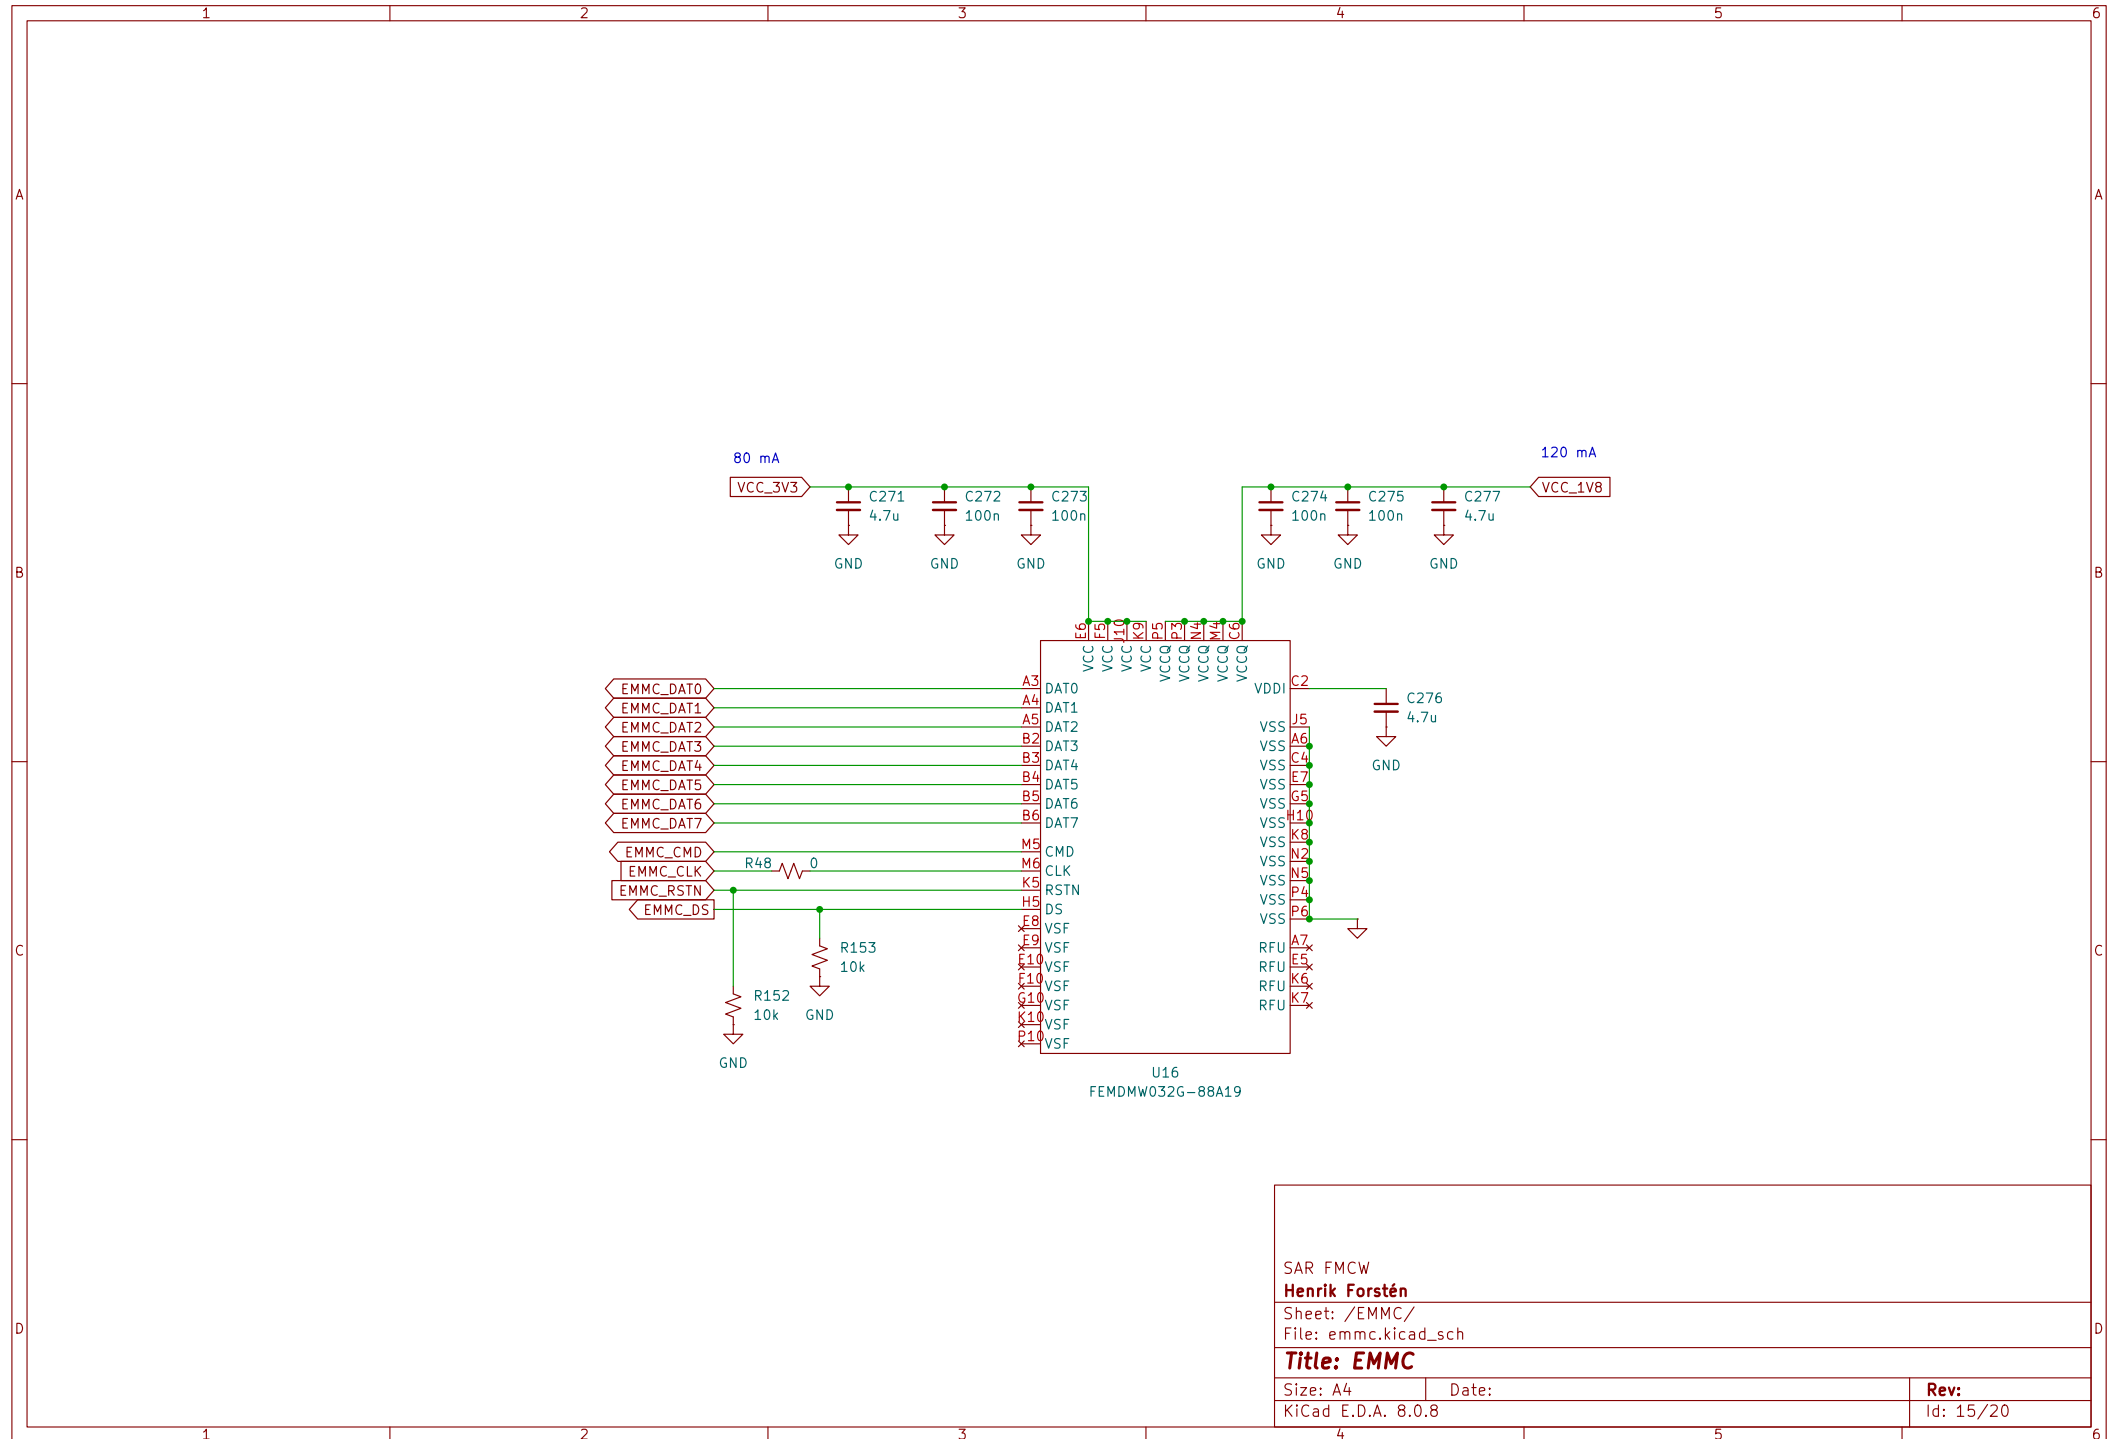 1 2 3 4 5 6
A A
80 mA 120 mA
VCC_3V3 VCC_1V8
C271 C272 C273 C274 C275 C277
4.7u 100n 100n 100n 100n 4.7u
GND GND GND GND GND GND
B B
E6 F5 J10 K9 P5 P3 N4 M4 C6
VCC VCC VCC VCC VCCQ VCCQ VCCQ VCCQ VCCQ
EMMC_DAT0 A3 DAT0 VDDI C2
C276
4.7u
GND
EMMC_DAT1 A4 DAT1
EMMC_DAT2 A5 DAT2 VSS J5
EMMC_DAT3 B2 DAT3 VSS A6
EMMC_DAT4 B3 DAT4 VSS C4
EMMC_DAT5 B4 DAT5 VSS E7
EMMC_DAT6 B5 DAT6 VSS G5
EMMC_DAT7 B6 DAT7 VSS H10
VSS K8
EMMC_CMD M5 CMD
VSS N2
EMMC_CLK R48 0 M6 CLK
VSS N5
EMMC_RSTN K5 RSTN
VSS P4
EMMC_DS H5 DS
VSS P6
E8 VSF
E9 VSF RFU A7
E10 VSF RFU E5
F10 VSF RFU K6
G10 VSF RFU K7
K10 VSF
P10 VSF
R153
10k
GND
R152
10k
GND
C C
U16
FEMDMW032G-88A19
SAR FMCW
Henrik Forstén
Sheet: /EMMC/
File: emmc.kicad_sch
D D
Title: EMMC
Size: A4 Date: Rev:
KiCad E.D.A. 8.0.8 Id: 15/20
1 2 3 4 5 6